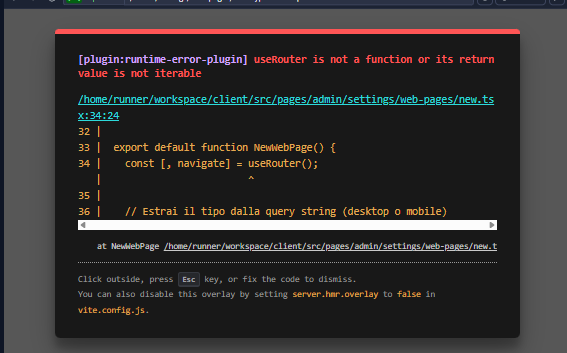 [plugin:runtime-error-plugin] useRouter is not a function or its return
value is not iterable
/home/runner/workspace/client/src/pages/admin/settings/web-pages/new.ts
x:34:24
32 |
33 |  export default function NewWebPage() {
34 |    const [, navigate] = useRouter();
   |                         ^
35 |
36 |    // Estrai il tipo dalla query string (desktop o mobile)
at NewWebPage /home/runner/workspace/client/src/pages/admin/settings/web-pages/new.t
Click outside, press Esc key, or fix the code to dismiss.
You can also disable this overlay by setting server.hmr.overlay to false in
vite.config.js.